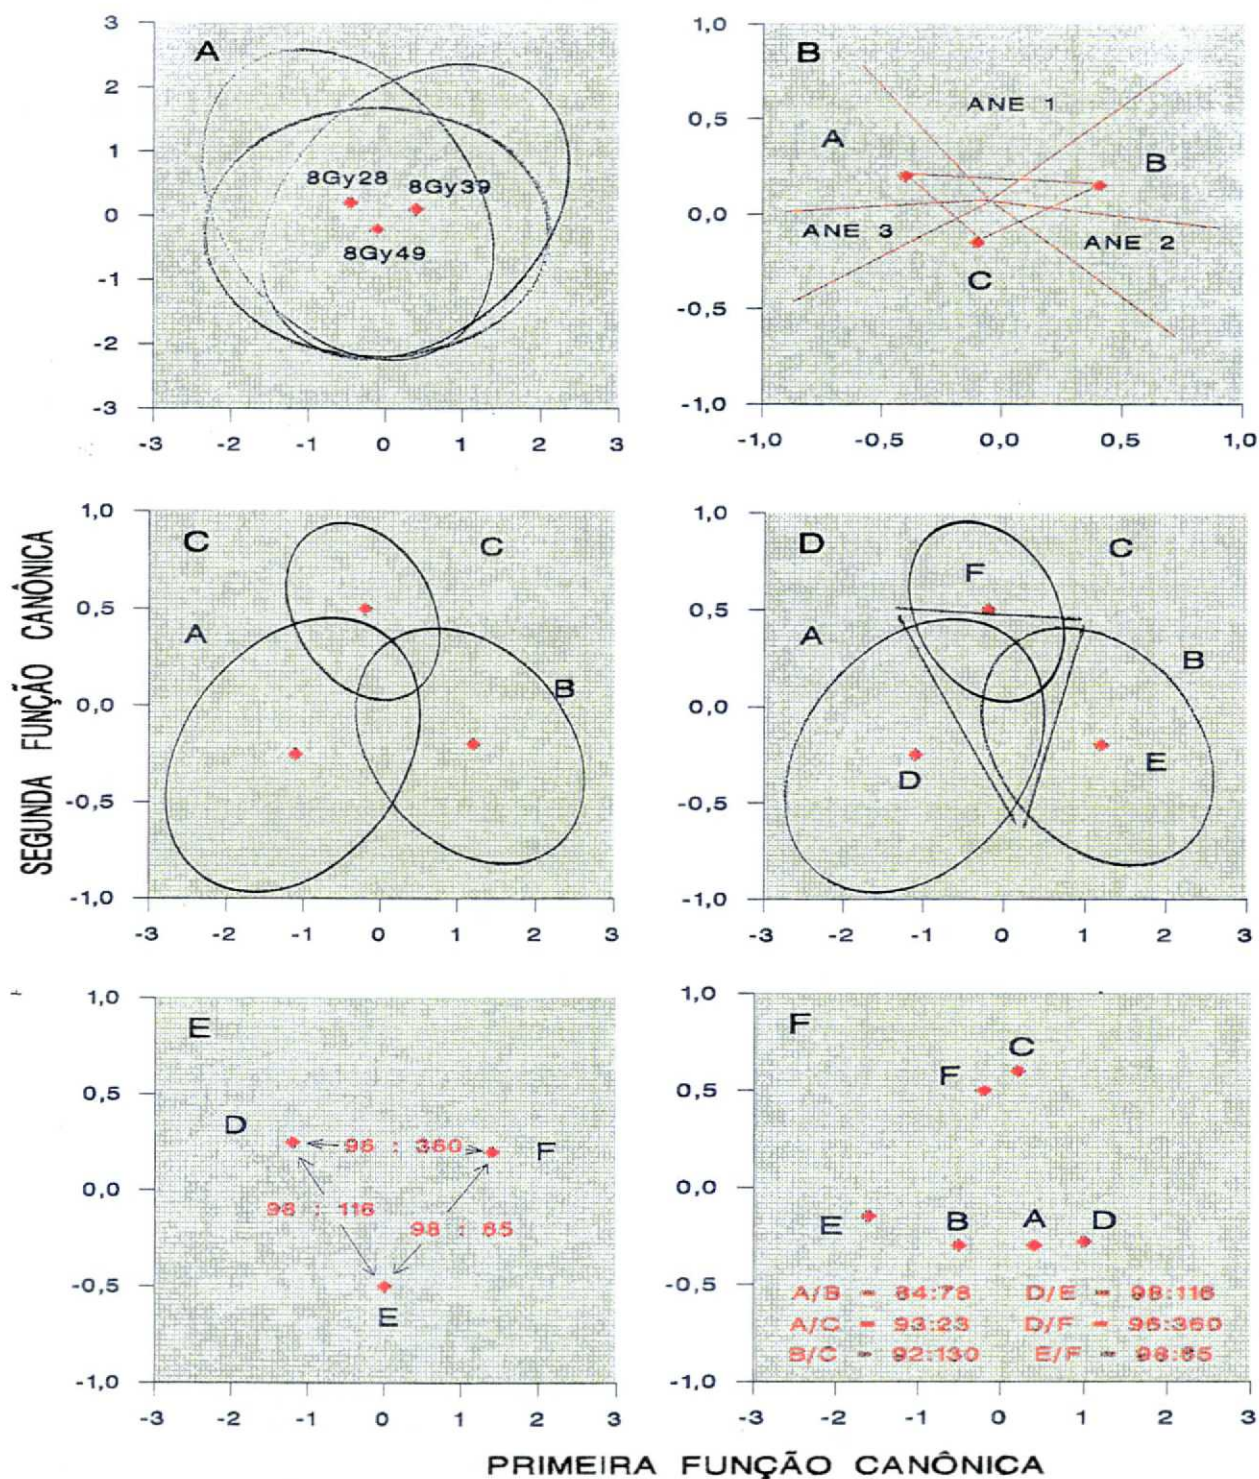 A
3
2
1
0
-1
-2
-3
8Gy28
8Gy39
8Gy49
-3 -2 -1 0 1 2 3
B
1,0
0,5
0,0
-0,5
-1,0
ANE 1
A
B
ANE 3
ANE 2
C
-1,0 -0,5 0,0 0,5 1,0
SEGUNDA FUNÇÃO CANÔNICA
C
1,0
0,5
0,0
-0,5
-1,0
C
A
B
-3 -2 -1 0 1 2 3
D
1,0
0,5
0,0
-0,5
-1,0
C
F
A
B
D
E
-3 -2 -1 0 1 2 3
E
1,0
0,5
0,0
-0,5
-1,0
D
F
98 : 116
98 : 65
E
-3 -2 -1 0 1 2 3
F
1,0
0,5
0,0
-0,5
-1,0
C
F
E
B
A
D
A/B = 84:78 D/E = 98:116
A/C = 93:23
B/C = 92:130 E/F = 98:65
-3 -2 -1 0 1 2 3
PRIMEIRA FUNÇÃO CANÔNICA